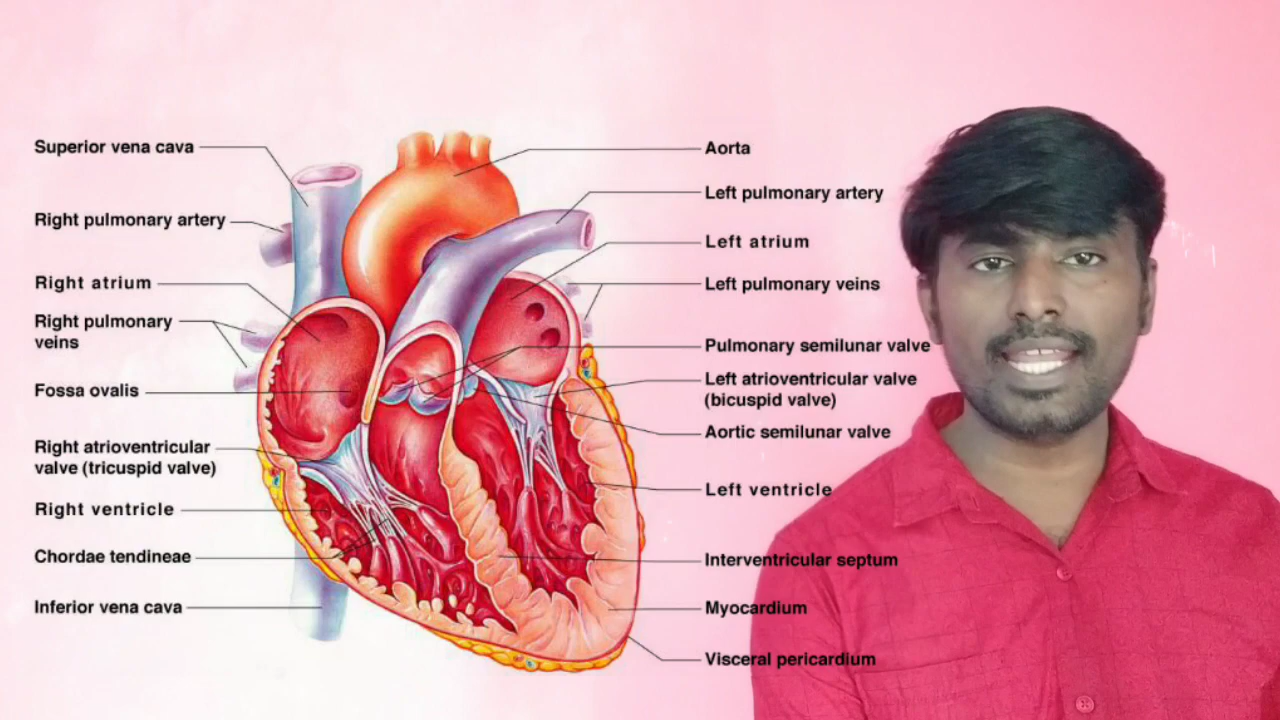 Superior vena cava
Right pulmonary artery
Right atrium
Right pulmonary
veins
Fossa ovalis
Right atrioventricular
valve (tricuspid valve)
Right ventricle
Chordae tendineae
Inferior vena cava
Aorta
Left pulmonary artery
Left atrium
Left pulmonary veins
Pulmonary semilunar valve
Left atrioventricular valve
(bicuspid valve)
Aortic semilunar valve
Left ventricle
Interventricular septum
Myocardium
Visceral pericardium